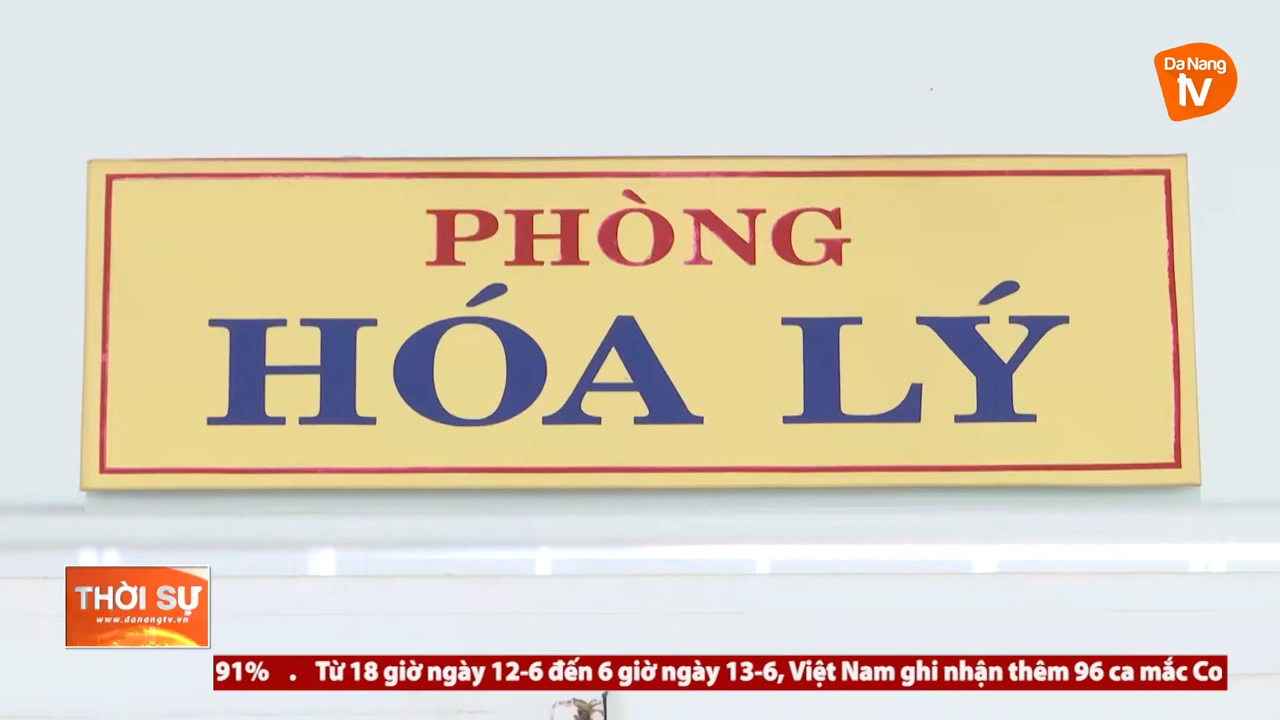 Da Nang
tv
PHÒNG
HÓA LÝ
THỜI SỰ
www.danangtv.vn
91% . Từ 18 giờ ngày 12-6 đến 6 giờ ngày 13-6, Việt Nam ghi nhận thêm 96 ca mắc Co